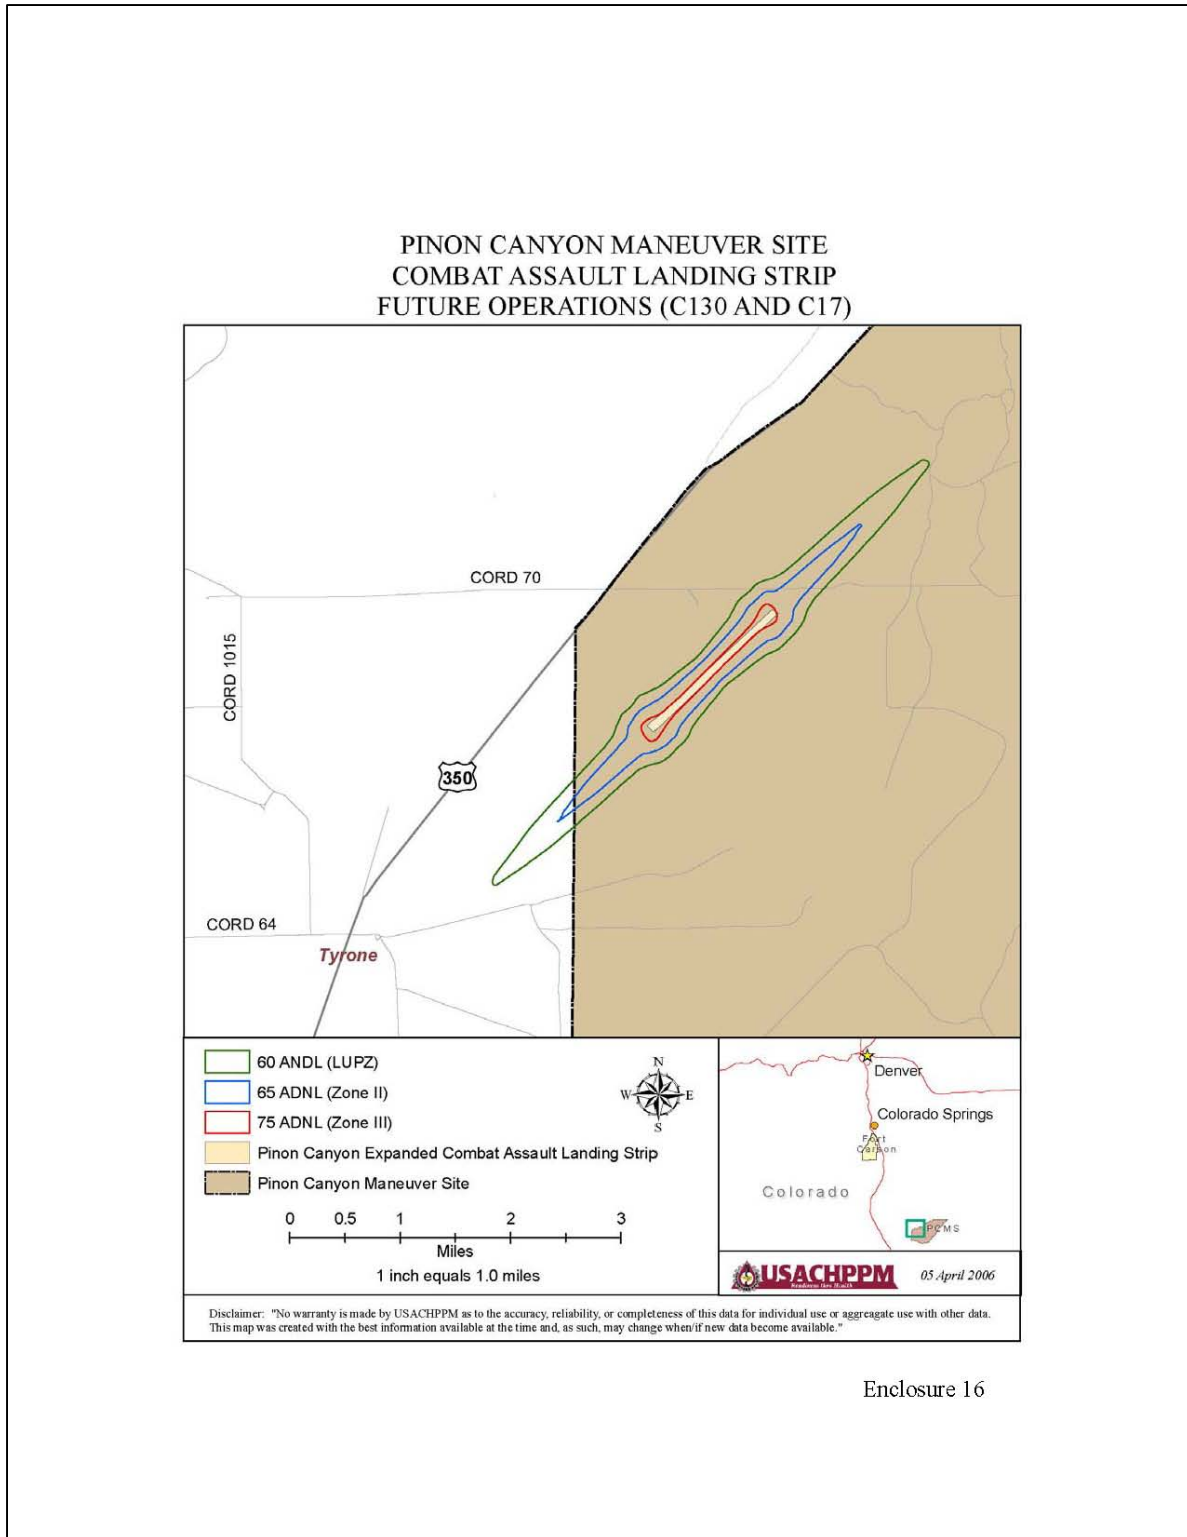 PINON CANYON MANEUVER SITE
COMBAT ASSAULT LANDING STRIP
FUTURE OPERATIONS (C130 AND C17)
CORD 70
CORD 1015
350
CORD 64
Tyrone
60 ANDL (LUPZ)
65 ADNL (Zone II)
75 ADNL (Zone III)
Pinon Canyon Expanded Combat Assault Landing Strip
Pinon Canyon Maneuver Site
N
W E
S
0 0.5 1 2 3
Miles
1 inch equals 1.0 miles
Denver
Colorado Springs
Fort
Carson
Colorado
PCMS
USACHPPM
Readiness thru Health
05 April 2006
Disclaimer: "No warranty is made by USACHPPM as to the accuracy, reliability, or completeness of this data for individual use or aggreagate use with other data.
This map was created with the best information available at the time and, as such, may change when/if new data become available."
Enclosure 16